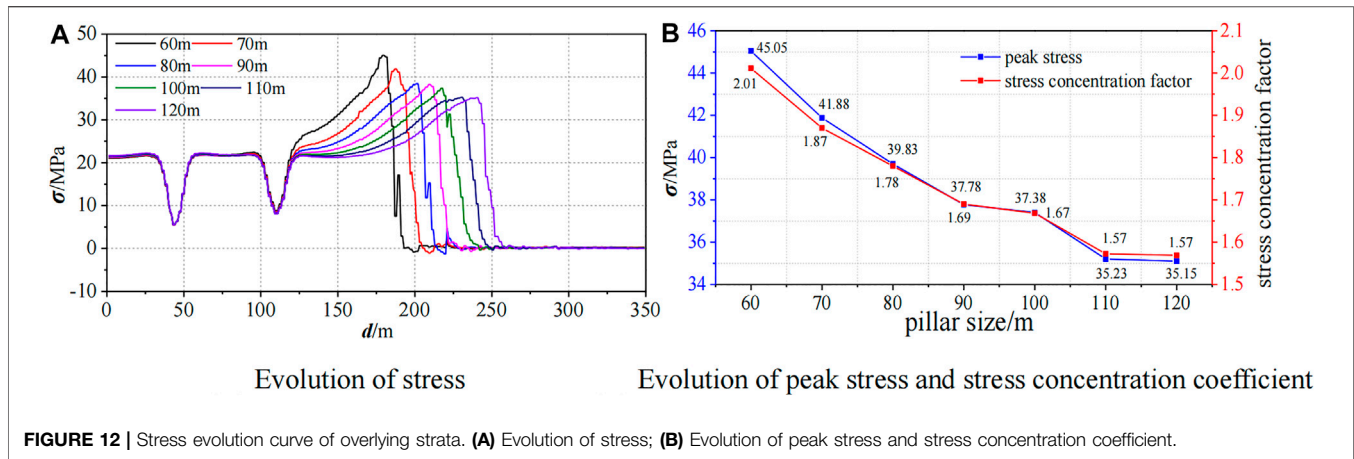 A
σ/MPa
50
40
30
20
10
0
-10
60m 70m
80m 90m
100m 110m
120m
0 50 100 150 200 250 300 350
d/m
Evolution of stress
B
σ/MPa
46
44
42
40
38
36
34
peak stress
stress concentration factor
45.05
2.01
41.88
1.87
39.83
1.78
37.78
1.69
37.38
1.67
1.57
35.23
1.57
35.15
60 70 80 90 100 110 120
pillar size/m
2.1
2.0
1.9
1.8
1.7
1.6
1.5
stress concentration factor
Evolution of peak stress and stress concentration coefficient
FIGURE 12 | Stress evolution curve of overlying strata. (A) Evolution of stress; (B) Evolution of peak stress and stress concentration coefficient.